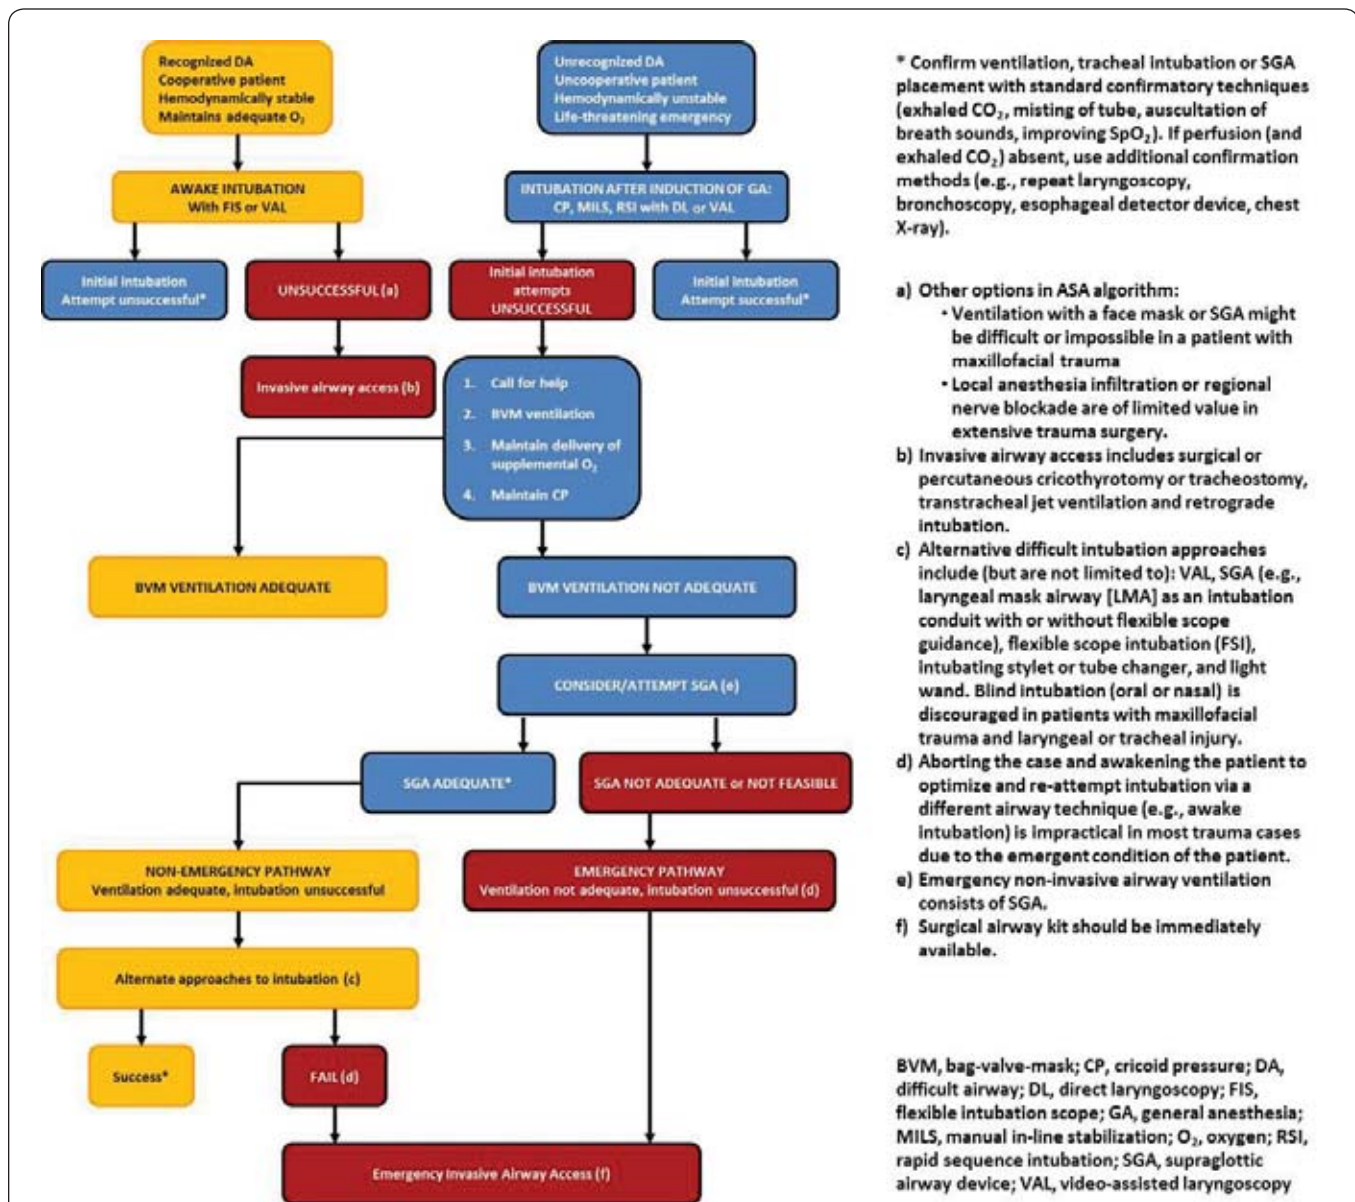 Recognized DA
Cooperative patient
Hemodynamically stable
Maintains adequate O₂
Unrecognized DA
Uncooperative patient
Hemodynamically unstable
Life-threatening emergency
AWAKE INTUBATION
With FIS or VAL
INTUBATION AFTER INDUCTION OF GA:
CP, MILS, RSI with DL or VAL
Initial Intubation
Attempt unsuccessful*
UNSUCCESSFUL (a)
Initial intubation
attempts
UNSUCCESSFUL
Initial Intubation
Attempt successful*
Invasive airway access (b)
1. Call for help
2. BVM ventilation
3. Maintain delivery of
supplemental O₂
4. Maintain CP
BVM VENTILATION ADEQUATE
BVM VENTILATION NOT ADEQUATE
CONSIDER/ATTEMPT SGA (e)
SGA ADEQUATE*
SGA NOT ADEQUATE or NOT FEASIBLE
NON-EMERGENCY PATHWAY
Ventilation adequate, intubation unsuccessful
EMERGENCY PATHWAY
Ventilation not adequate, intubation unsuccessful (d)
Alternate approaches to intubation (c)
Success*
FAIL (d)
Emergency Invasive Airway Access (f)
* Confirm ventilation, tracheal intubation or SGA
placement with standard confirmatory techniques
(exhaled CO₂, misting of tube, auscultation of
breath sounds, improving SpO₂). If perfusion (and
exhaled CO₂) absent, use additional confirmation
methods (e.g., repeat laryngoscopy,
bronchoscopy, esophageal detector device, chest
X-ray).
a) Other options in ASA algorithm:
• Ventilation with a face mask or SGA might
be difficult or impossible in a patient with
maxillofacial trauma
• Local anesthesia infiltration or regional
nerve blockade are of limited value in
extensive trauma surgery.
b) Invasive airway access includes surgical or
percutaneous cricothyrotomy or tracheostomy,
transtracheal jet ventilation and retrograde
intubation.
c) Alternative difficult intubation approaches
include (but are not limited to): VAL, SGA (e.g.,
laryngeal mask airway [LMA] as an intubation
conduit with or without flexible scope
guidance), flexible scope intubation (FSI),
intubating stylet or tube changer, and light
wand. Blind intubation (oral or nasal) is
discouraged in patients with maxillofacial
trauma and laryngeal or tracheal injury.
d) Aborting the case and awakening the patient to
optimize and re-attempt intubation via a
different airway technique (e.g., awake
intubation) is impractical in most trauma cases
due to the emergent condition of the patient.
e) Emergency non-invasive airway ventilation
consists of SGA.
f) Surgical airway kit should be immediately
available.
BVM, bag-valve-mask; CP, cricoid pressure; DA,
difficult airway; DL, direct laryngoscopy; FIS,
flexible intubation scope; GA, general anesthesia;
MILS, manual in-line stabilization; O₂, oxygen; RSI,
rapid sequence intubation; SGA, supraglottic
airway device; VAL, video-assisted laryngoscopy